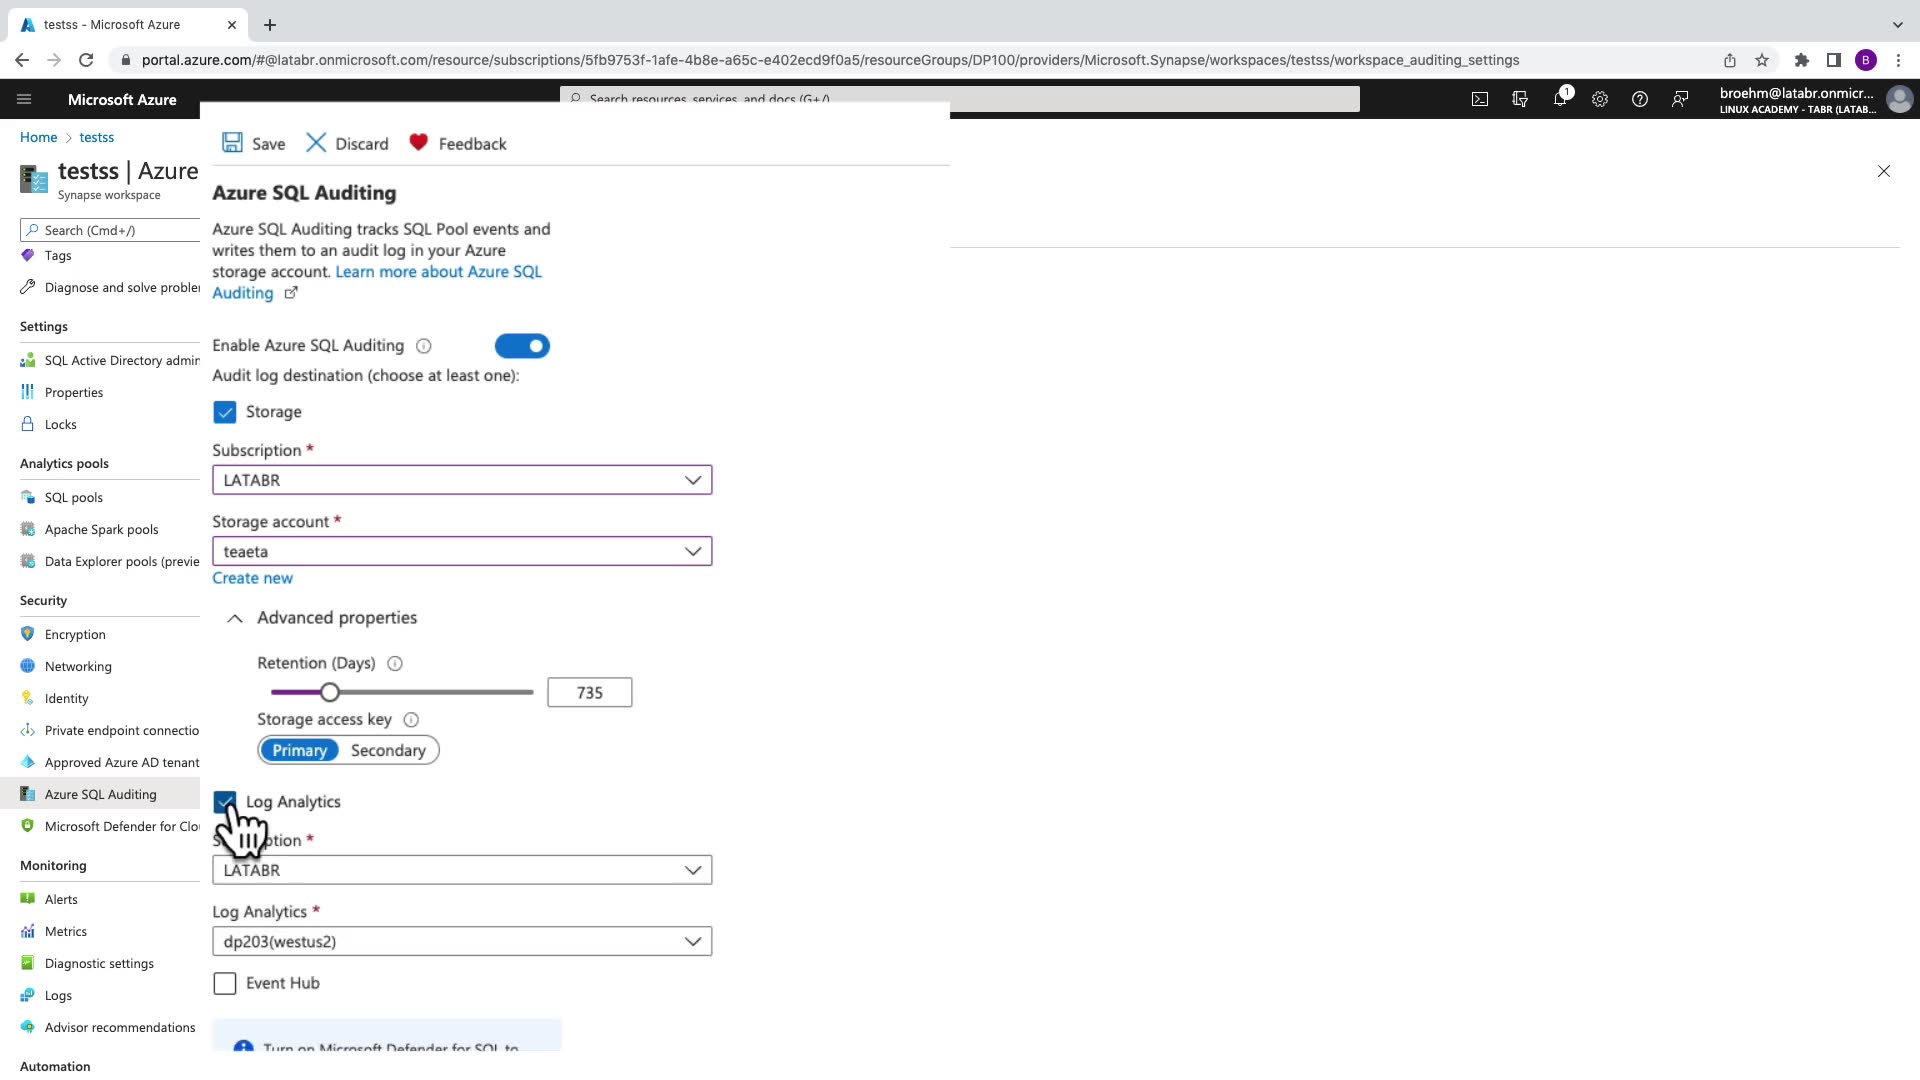 testss - Microsoft Azure
portal.azure.com/#@latabr.onmicrosoft.com/resource/subscriptions/5fb9753f-1afe-4b8e-a65c-e402ecd9f0a5/resourceGroups/DP100/providers/Microsoft.Synapse/workspaces/testss/workspace_auditing_settings
B
Microsoft Azure
Search resources, services, and docs (G+/)
1
broehm@latabr.onmicr...
LINUX ACADEMY - TABR (LATAB...
Home > testss
testss | Azure
Synapse workspace
Search (Cmd+/)
Tags
Diagnose and solve probler
Settings
SQL Active Directory admin
Properties
Locks
Analytics pools
SQL pools
Apache Spark pools
Data Explorer pools (previe
Security
Encryption
Networking
Identity
Private endpoint connectio
Approved Azure AD tenant
Azure SQL Auditing
Microsoft Defender for Clo
Monitoring
Alerts
Metrics
Diagnostic settings
Logs
Advisor recommendations
Automation
Save
Discard
Feedback
Azure SQL Auditing
Azure SQL Auditing tracks SQL Pool events and
writes them to an audit log in your Azure
storage account. Learn more about Azure SQL
Auditing
Enable Azure SQL Auditing
Audit log destination (choose at least one):
Storage
Subscription *
LATABR
Storage account *
teaeta
Create new
Advanced properties
Retention (Days)
735
Storage access key
Primary
Secondary
Log Analytics
LATABR
Log Analytics *
dp203(westus2)
Event Hub
Turn on Microsoft Defender for SQL to